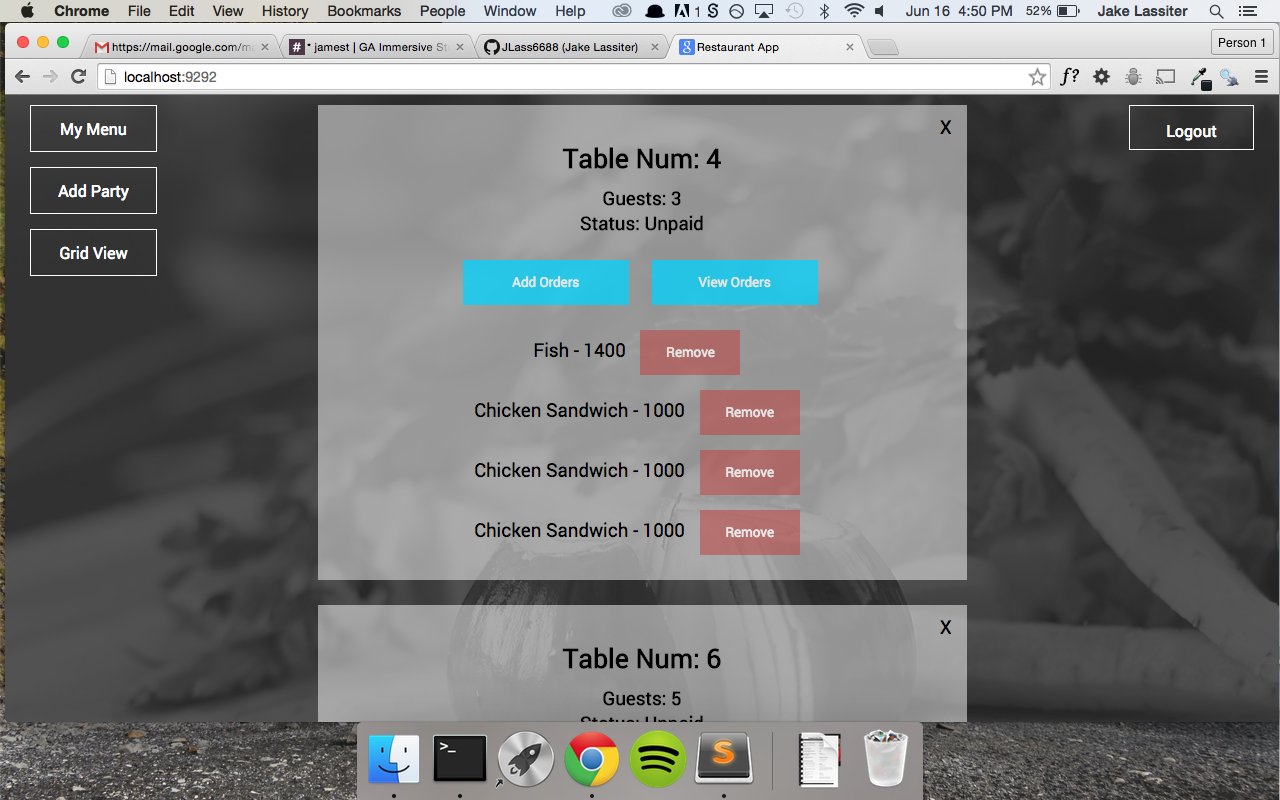 Chrome File Edit View History Bookmarks People Window Help 1 Jun 16 4:50 PM 52% Jake Lassiter
https://mail.google.com/m
# * jamest | GA Immersive St
JLass6688 (Jake Lassiter)
Restaurant App
Person 1
localhost:9292
f?
My Menu
Add Party
Grid View
Logout
X
Table Num: 4
Guests: 3
Status: Unpaid
Add Orders View Orders
Fish - 1400 Remove
Chicken Sandwich - 1000 Remove
Chicken Sandwich - 1000 Remove
Chicken Sandwich - 1000 Remove
X
Table Num: 6
Guests: 5
Status: Unpaid
>_
S